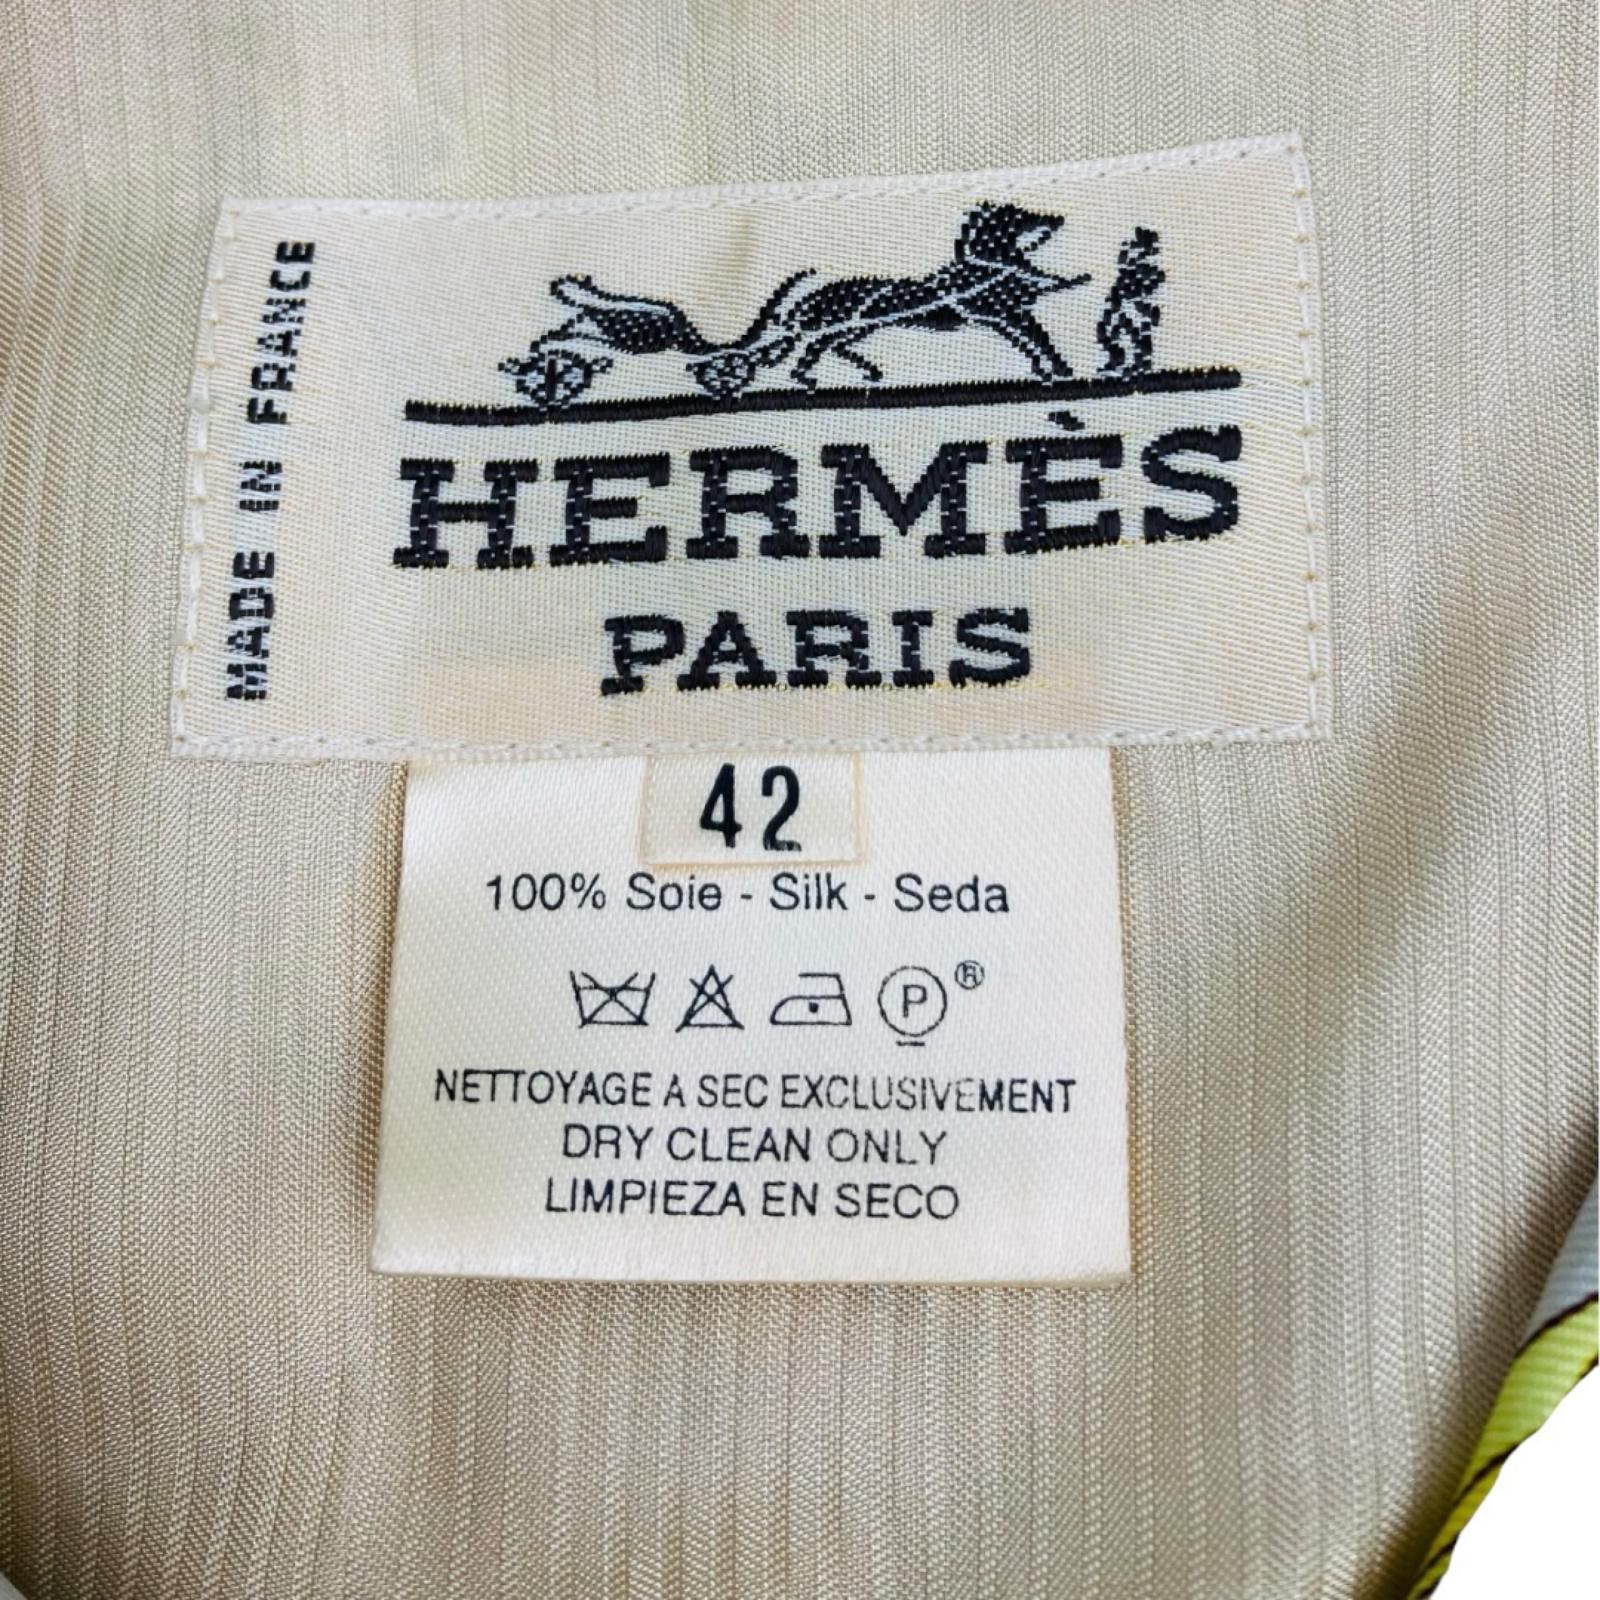 MADE IN FRANCE
HERMÈS
PARIS
42
100% Soie - Silk - Seda
P ®
NETTOYAGE A SEC EXCLUSIVEMENT
DRY CLEAN ONLY
LIMPIEZA EN SECO